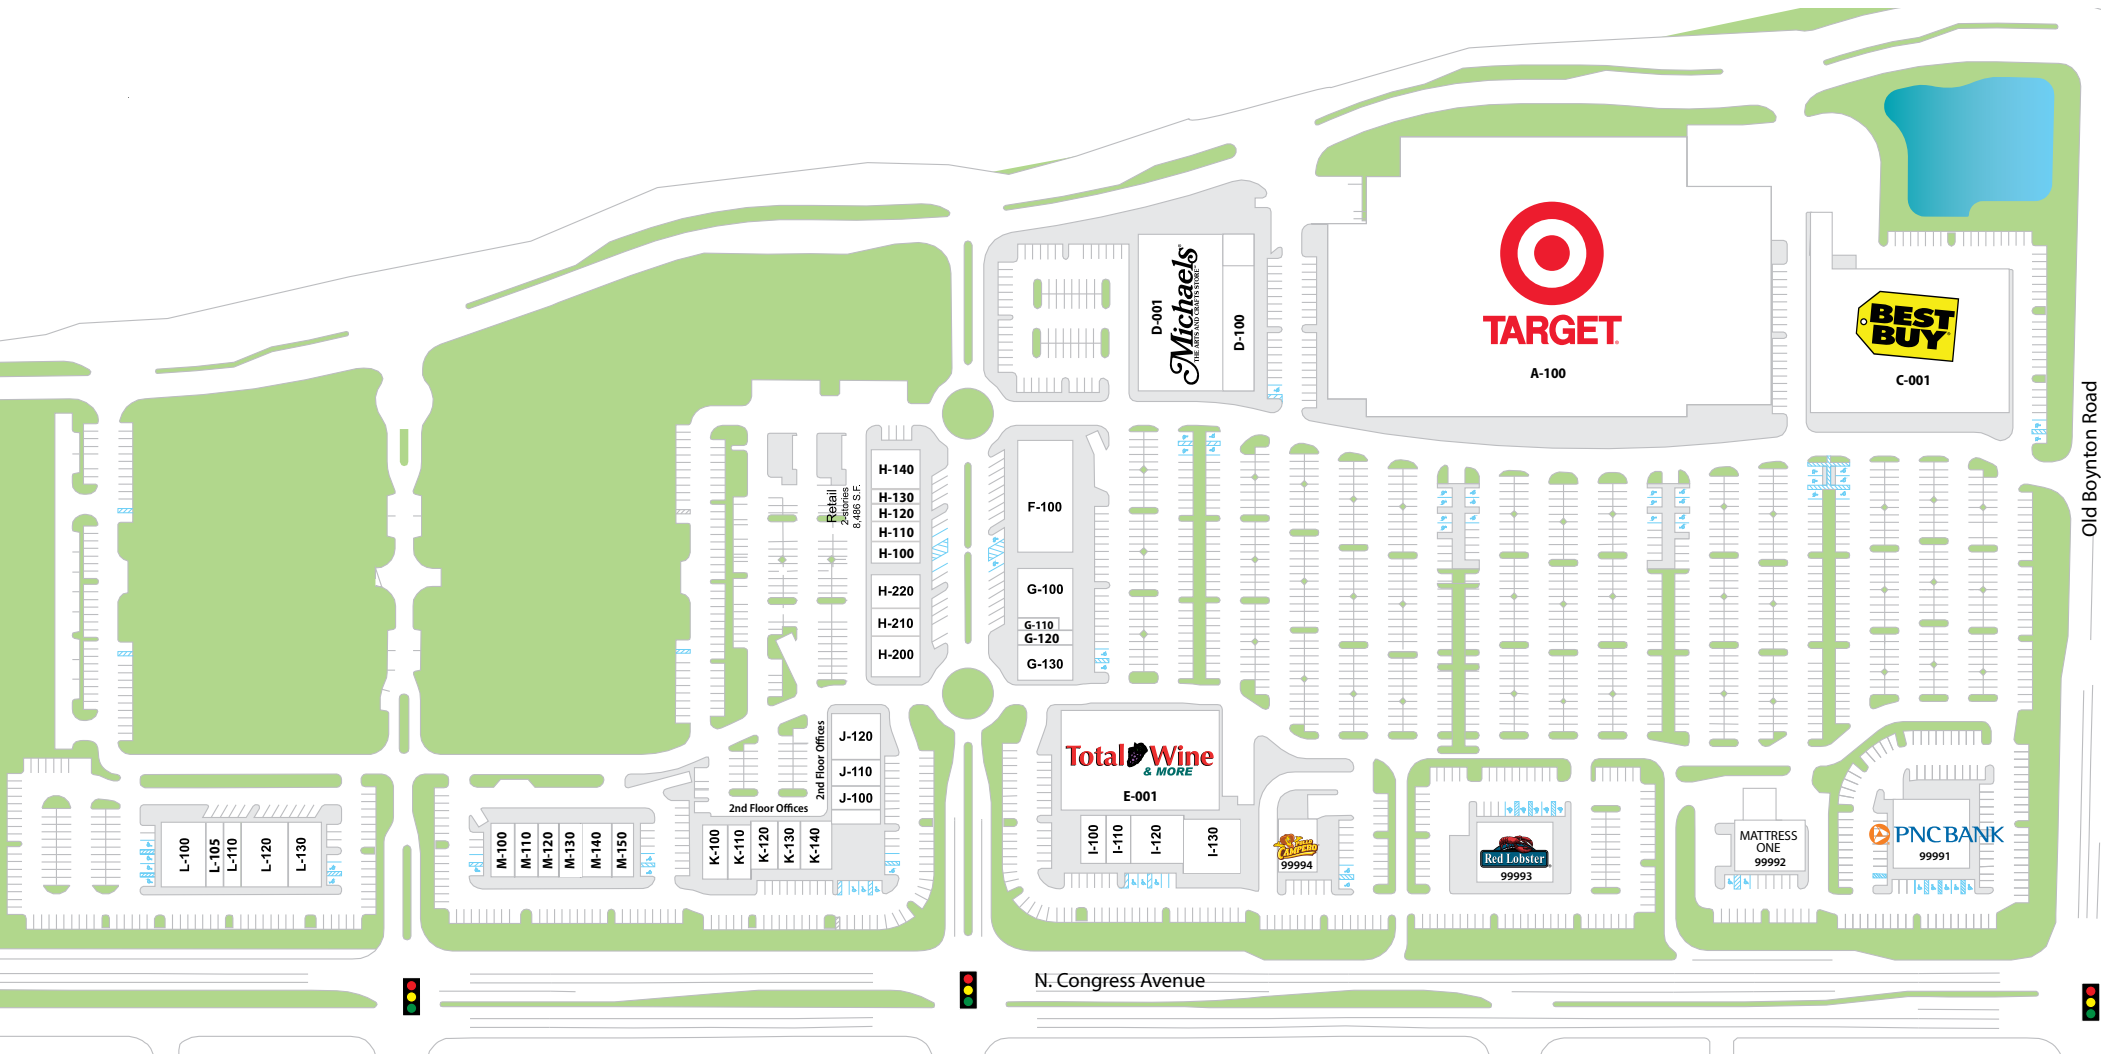 D-001
Michaels
THE ARTS AND CRAFTS STORE
D-100
TARGET
A-100
BEST
BUY
C-001
Old Boynton Road
Retail
2-stories
8,486 S.F.
H-140
H-130
H-120
H-110
H-100
H-220
H-210
H-200
F-100
G-100
G-110
G-120
G-130
2nd Floor Offices
J-120
J-110
J-100
2nd Floor Offices
Total Wine
& MORE
E-001
L-100
L-105
L-110
L-120
L-130
M-100
M-110
M-120
M-130
M-140
M-150
K-100
K-110
K-120
K-130
K-140
I-100
I-110
I-120
I-130
POLLO
CAMPERO
99994
Red Lobster
99993
MATTRESS
ONE
99992
PNC BANK
99991
N. Congress Avenue